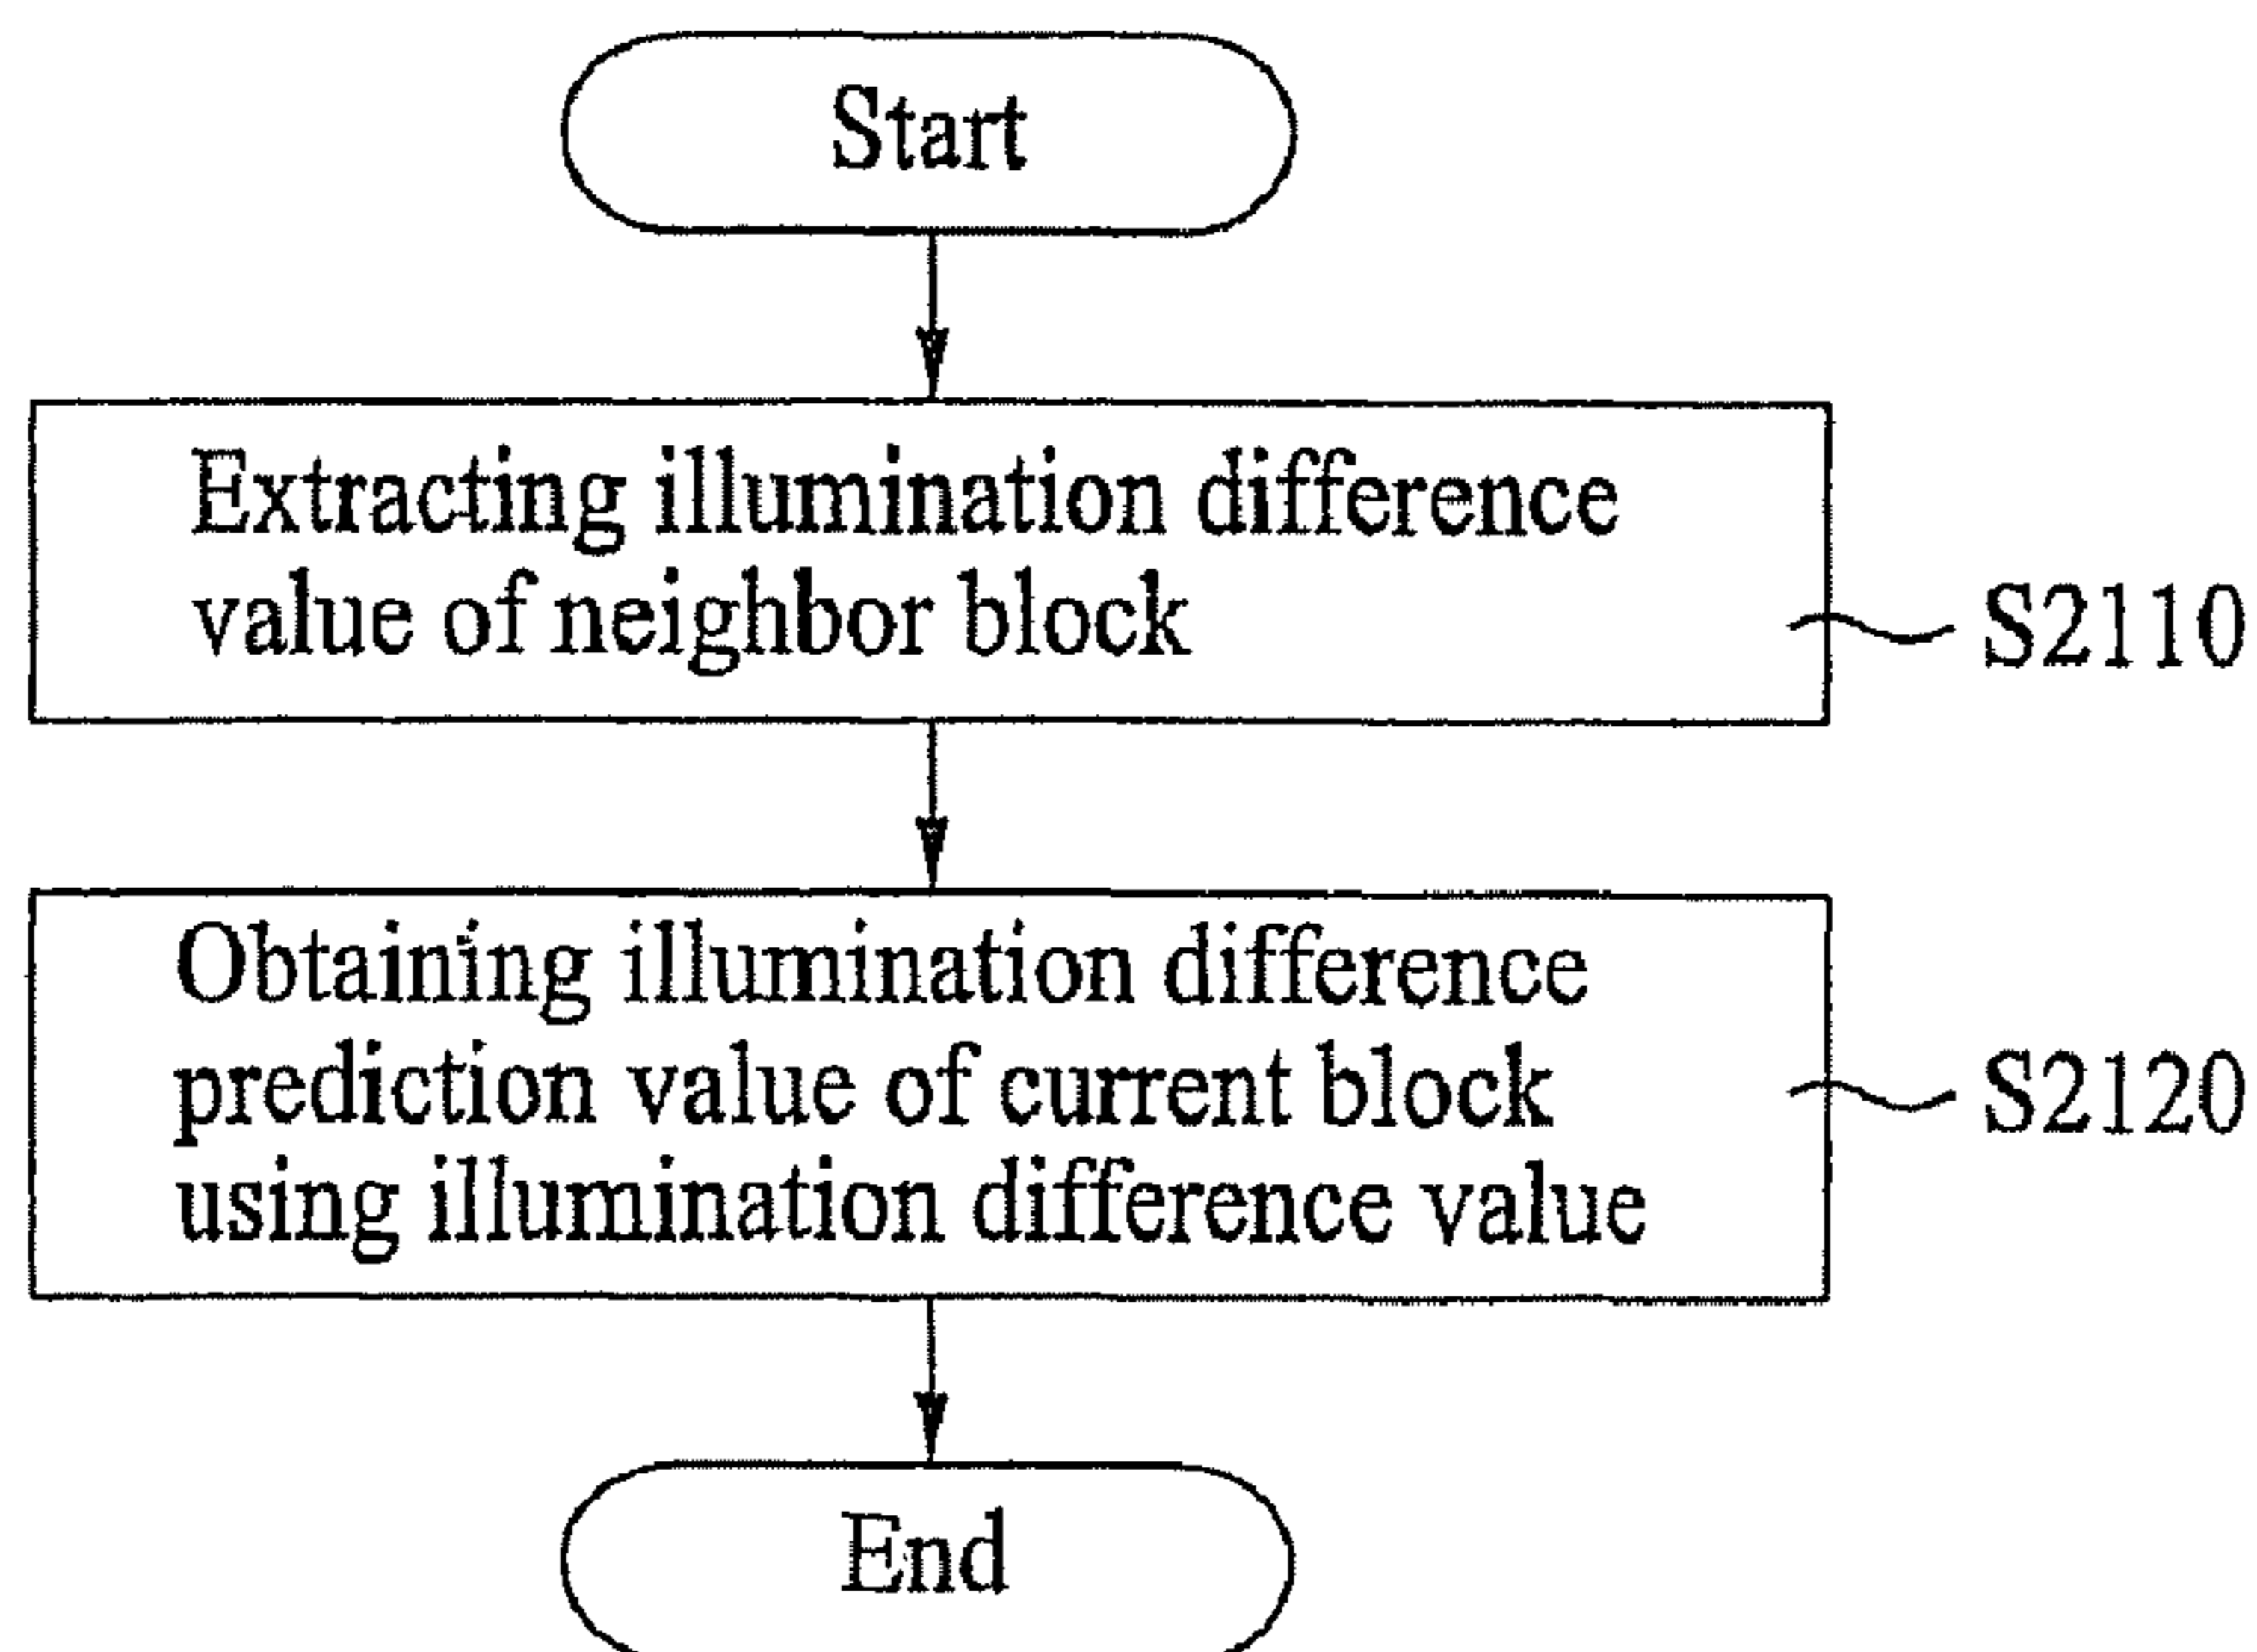 Start
Extracting illumination difference
value of neighbor block
S2110
Obtaining illumination difference
prediction value of current block
using illumination difference value
S2120
End